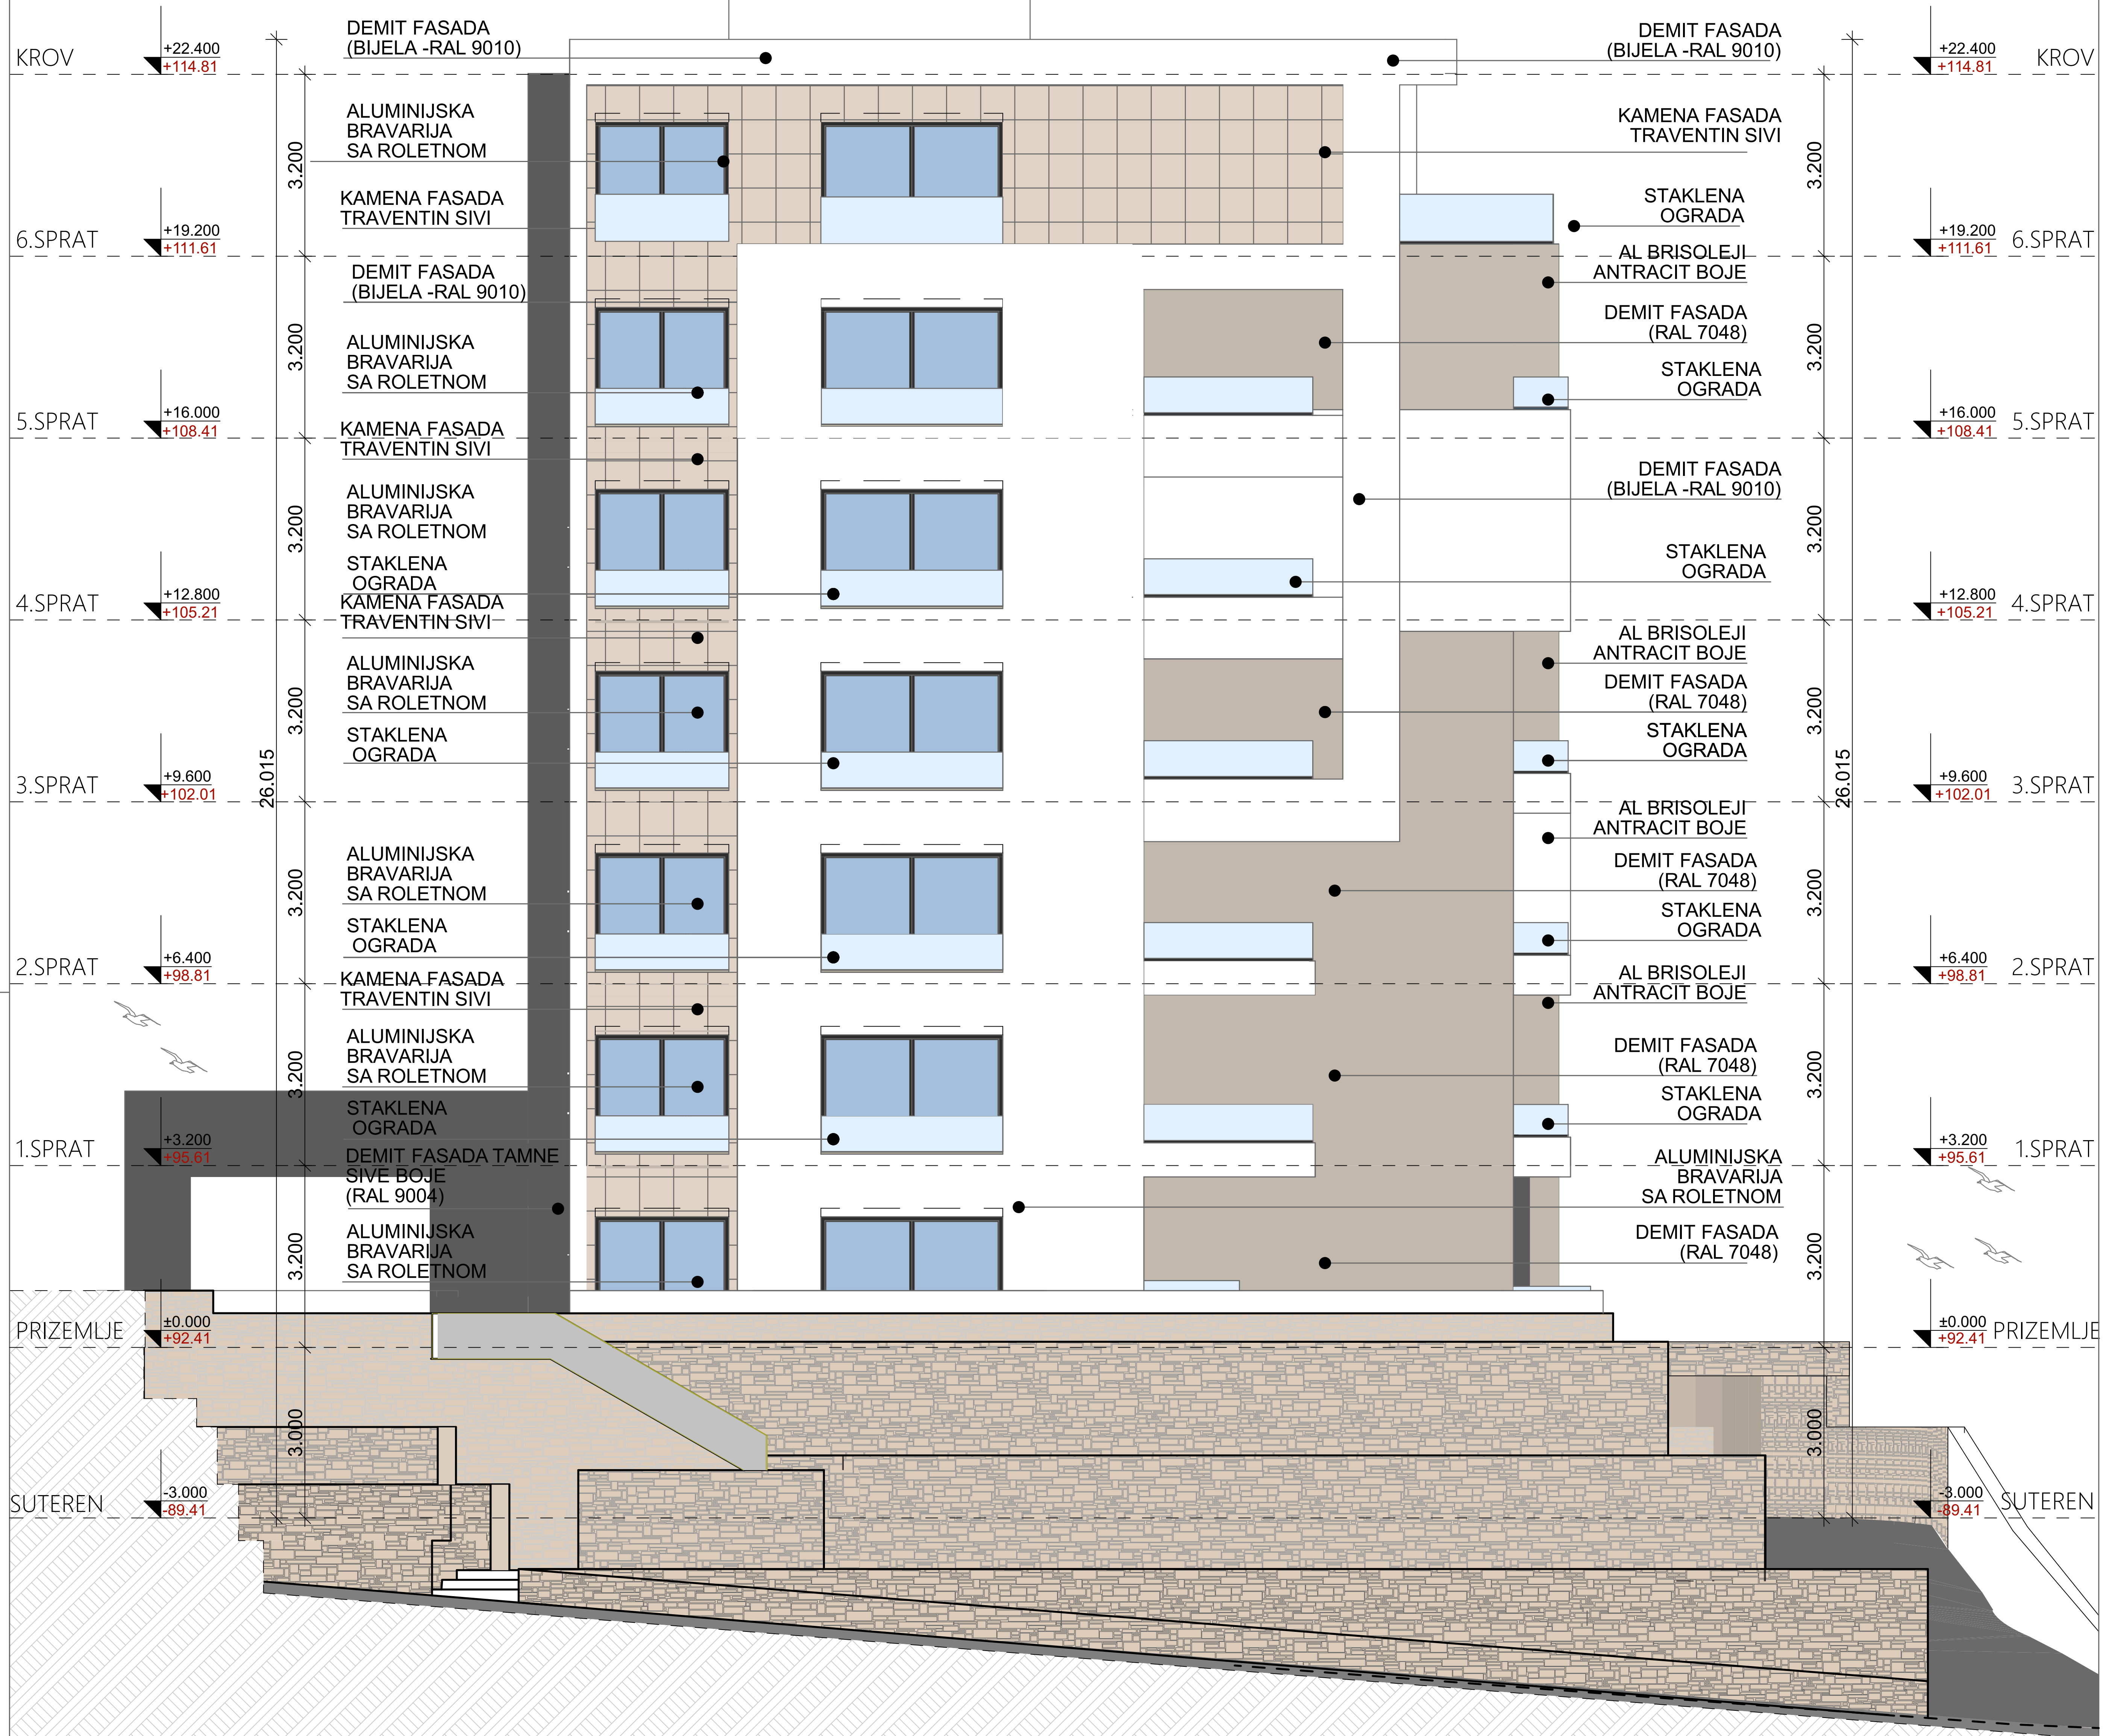 KROV
+22.400
+114.81
DEMIT FASADA
(BIJELA -RAL 9010)
ALUMINIJSKA
BRAVARIJA
SA ROLETNOM
3.200
KAMENA FASADA
TRAVENTIN SIVI
6.SPRAT
+19.200
+111.61
DEMIT FASADA
(BIJELA -RAL 9010)
3.200
ALUMINIJSKA
BRAVARIJA
SA ROLETNOM
5.SPRAT
+16.000
+108.41
KAMENA FASADA
TRAVENTIN SIVI
ALUMINIJSKA
BRAVARIJA
SA ROLETNOM
3.200
STAKLENA
OGRADA
4.SPRAT
+12.800
+105.21
KAMENA FASADA
TRAVENTIN SIVI
ALUMINIJSKA
BRAVARIJA
SA ROLETNOM
3.200
STAKLENA
OGRADA
26.015
3.SPRAT
+9.600
+102.01
ALUMINIJSKA
BRAVARIJA
SA ROLETNOM
3.200
STAKLENA
OGRADA
2.SPRAT
+6.400
+98.81
KAMENA FASADA
TRAVENTIN SIVI
ALUMINIJSKA
BRAVARIJA
SA ROLETNOM
3.200
STAKLENA
OGRADA
1.SPRAT
+3.200
+95.61
DEMIT FASADA TAMNE
SIVE BOJE
(RAL 9004)
ALUMINIJSKA
BRAVARIJA
SA ROLETNOM
3.200
PRIZEMLJE
±0.000
+92.41
3.000
SUTEREN
-3.000
-89.41
DEMIT FASADA
(BIJELA -RAL 9010)
+22.400
+114.81
KROV
KAMENA FASADA
TRAVENTIN SIVI
3.200
STAKLENA
OGRADA
+19.200
+111.61
6.SPRAT
AL BRISOLEJI
ANTRACIT BOJE
DEMIT FASADA
(RAL 7048)
3.200
STAKLENA
OGRADA
+16.000
+108.41
5.SPRAT
DEMIT FASADA
(BIJELA -RAL 9010)
3.200
STAKLENA
OGRADA
+12.800
+105.21
4.SPRAT
AL BRISOLEJI
ANTRACIT BOJE
DEMIT FASADA
(RAL 7048)
3.200
STAKLENA
OGRADA
26.015
+9.600
+102.01
3.SPRAT
AL BRISOLEJI
ANTRACIT BOJE
DEMIT FASADA
(RAL 7048)
3.200
STAKLENA
OGRADA
+6.400
+98.81
2.SPRAT
AL BRISOLEJI
ANTRACIT BOJE
DEMIT FASADA
(RAL 7048)
3.200
STAKLENA
OGRADA
+3.200
+95.61
1.SPRAT
ALUMINIJSKA
BRAVARIJA
SA ROLETNOM
DEMIT FASADA
(RAL 7048)
3.200
±0.000
+92.41
PRIZEMLJE
3.000
-3.000
-89.41
SUTEREN